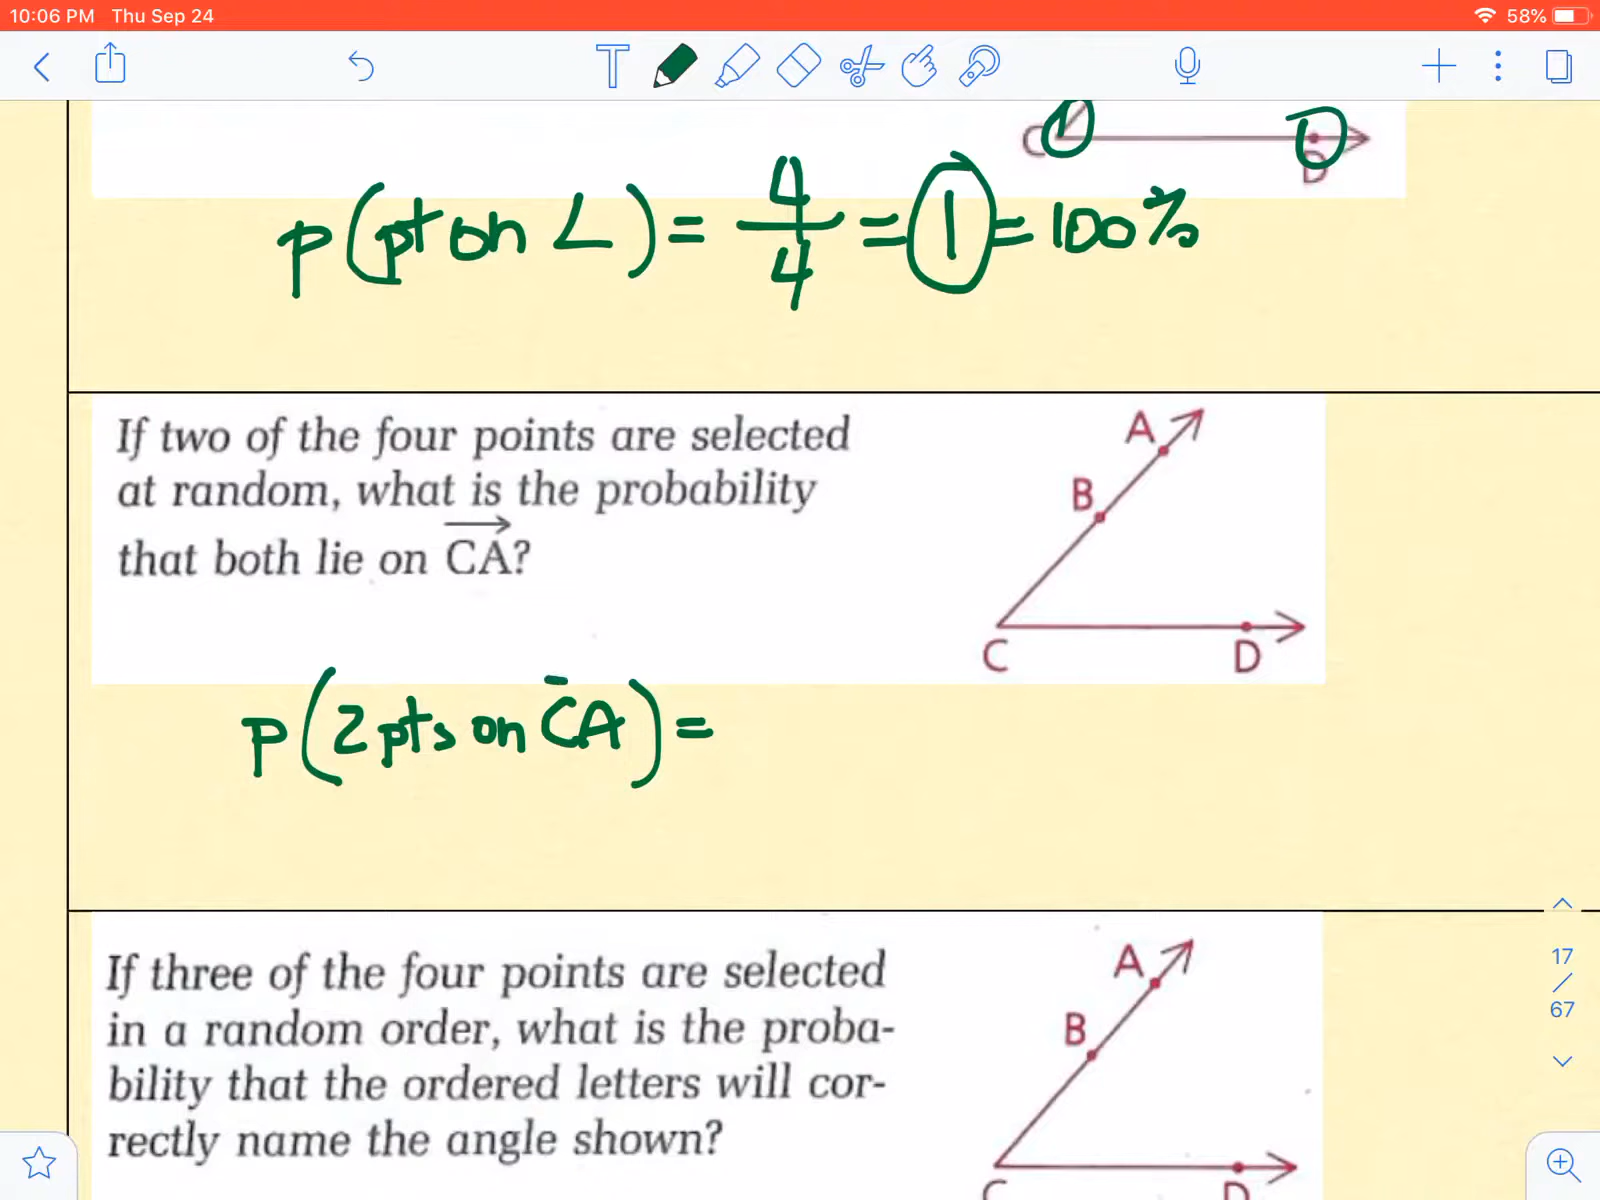 10:06 PM Thu Sep 24
58%
T
C
D
p(pt on ∠) = 4/4 = 1 = 100%
If two of the four points are selected
at random, what is the probability
that both lie on CA?
A
B
C
D
p(2 pts on CA) =
17
/
67
If three of the four points are selected
in a random order, what is the proba-
bility that the ordered letters will cor-
rectly name the angle shown?
A
B
C
D